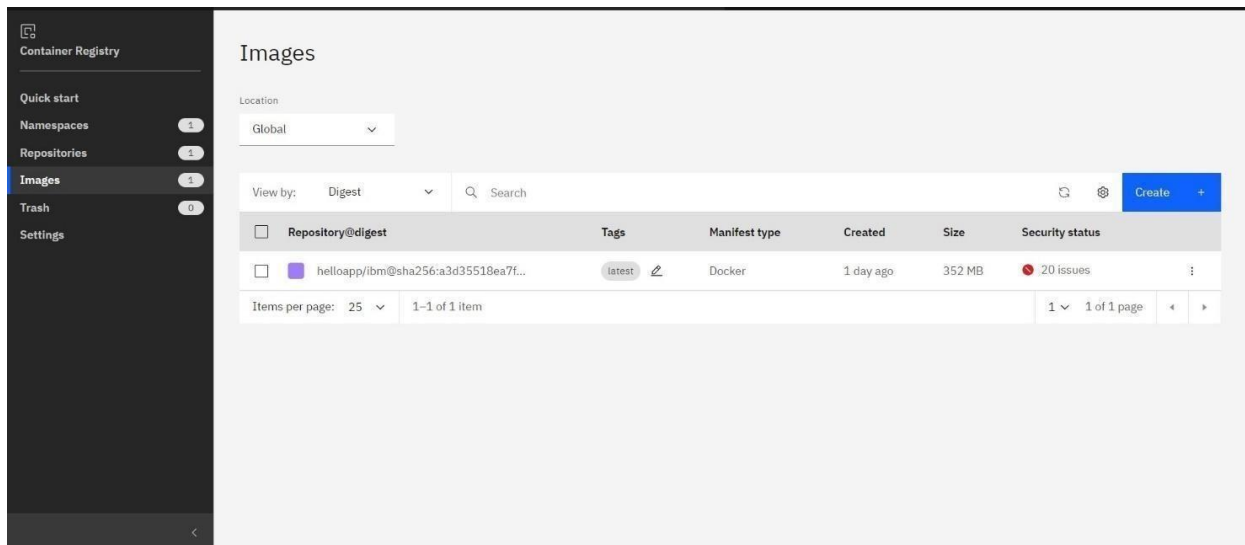 Container Registry
Quick start
Namespaces 1
Repositories 1
Images 1
Trash 0
Settings
Images
Location
Global
View by: Digest Search Create +
Repository@digest Tags Manifest type Created Size Security status
helloapp/ibm@sha256:a3d35518ea7f... latest Docker 1 day ago 352 MB 20 issues
Items per page: 25 1–1 of 1 item 1 1 of 1 page